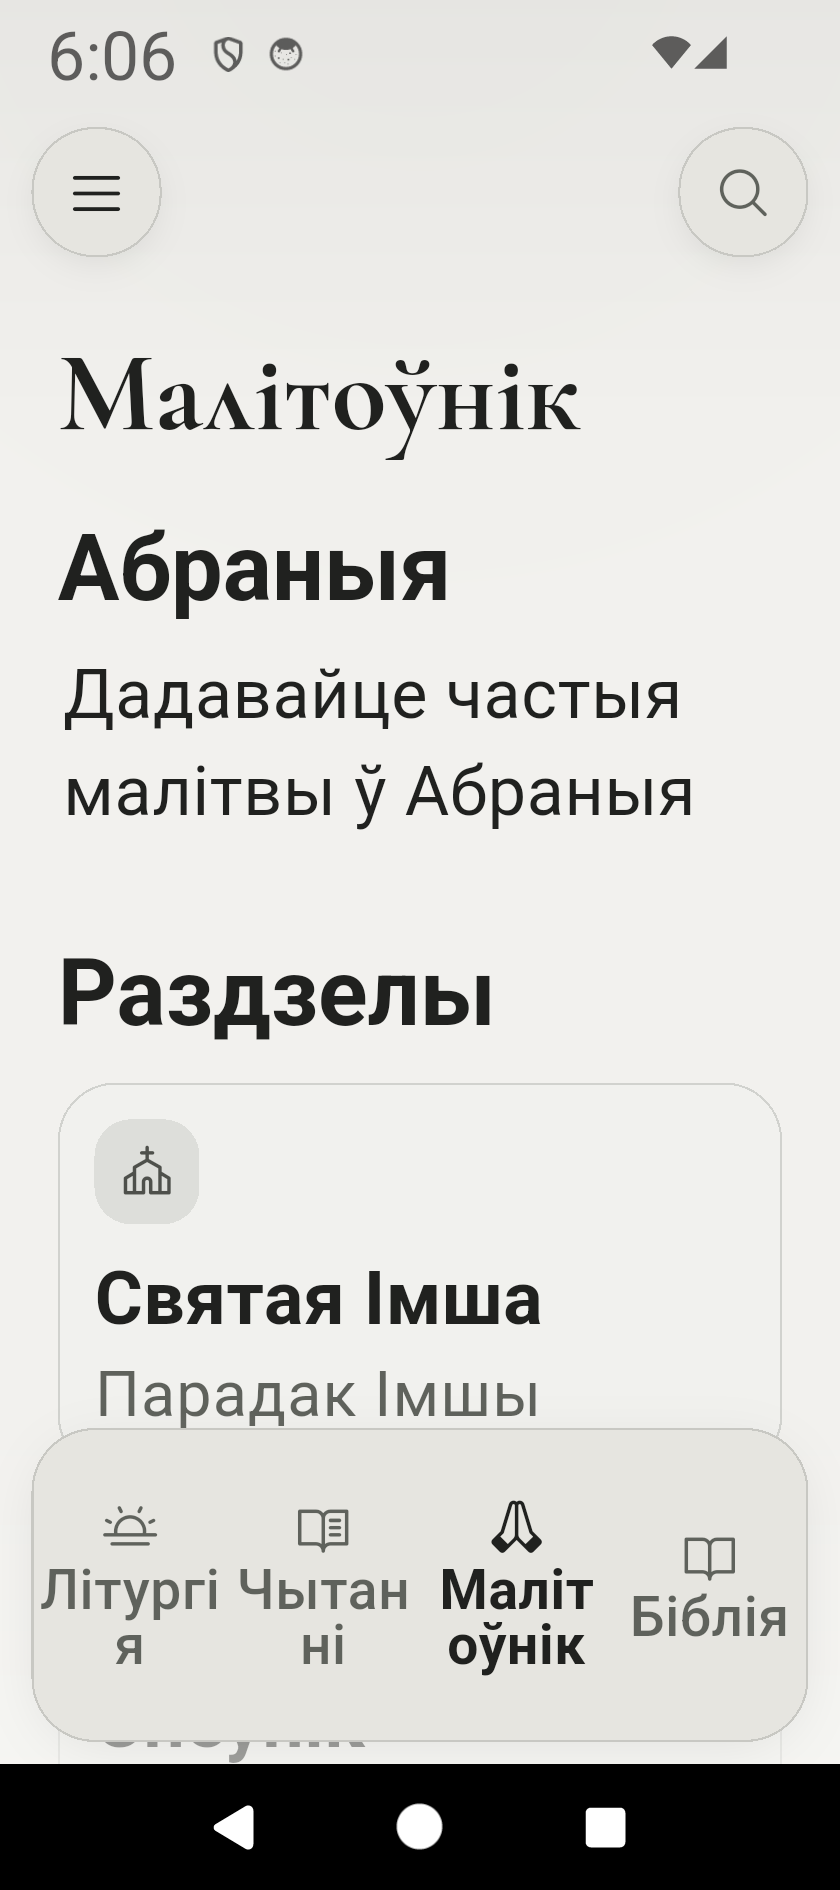 6:06
Малітоўнік
Абраныя
Дадавайце частыя
малітвы ў Абраныя
Раздзелы
Святая Імша
Парадак Імшы
Літургі
я
Чытан
ні
Маліт
оўнік
Біблія